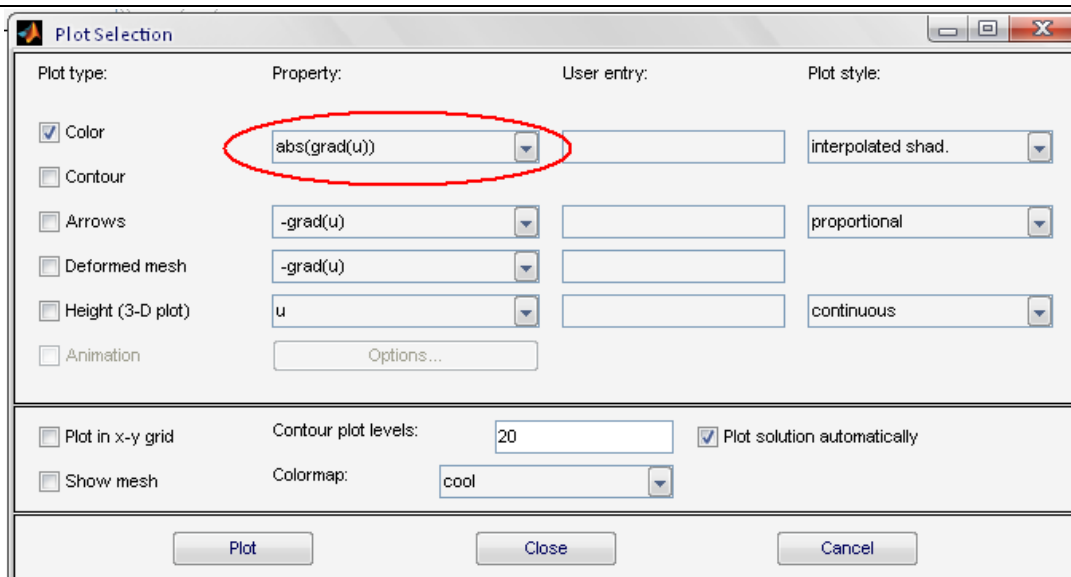 Plot Selection
Plot type: Property: User entry: Plot style:
Color abs(grad(u)) interpolated shad.
Contour
Arrows -grad(u) proportional
Deformed mesh -grad(u)
Height (3-D plot) u continuous
Animation Options...
Plot in x-y grid Contour plot levels: 20 Plot solution automatically
Show mesh Colormap: cool
Plot Close Cancel